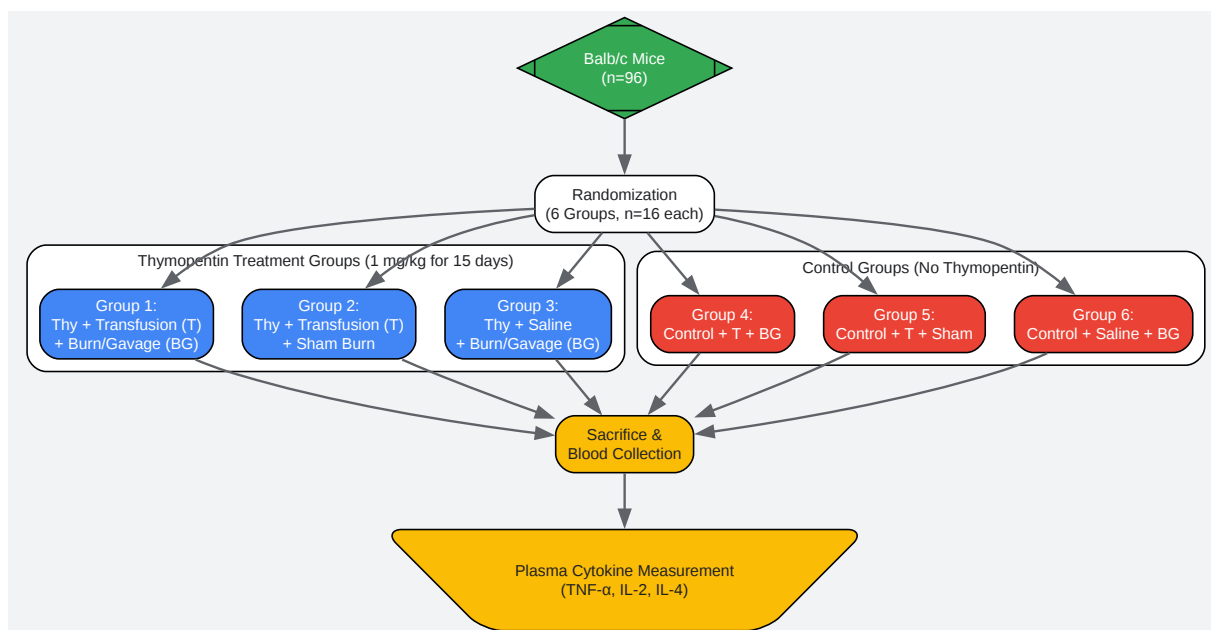 Balb/c Mice
(n=96)
Randomization
(6 Groups, n=16 each)
Thymopentin Treatment Groups (1 mg/kg for 15 days)
Group 1:
Thy + Transfusion (T)
+ Burn/Gavage (BG)
Group 2:
Thy + Transfusion (T)
+ Sham Burn
Group 3:
Thy + Saline
+ Burn/Gavage (BG)
Control Groups (No Thymopentin)
Group 4:
Control + T + BG
Group 5:
Control + T + Sham
Group 6:
Control + Saline + BG
Sacrifice &
Blood Collection
Plasma Cytokine Measurement
(TNF-α, IL-2, IL-4)